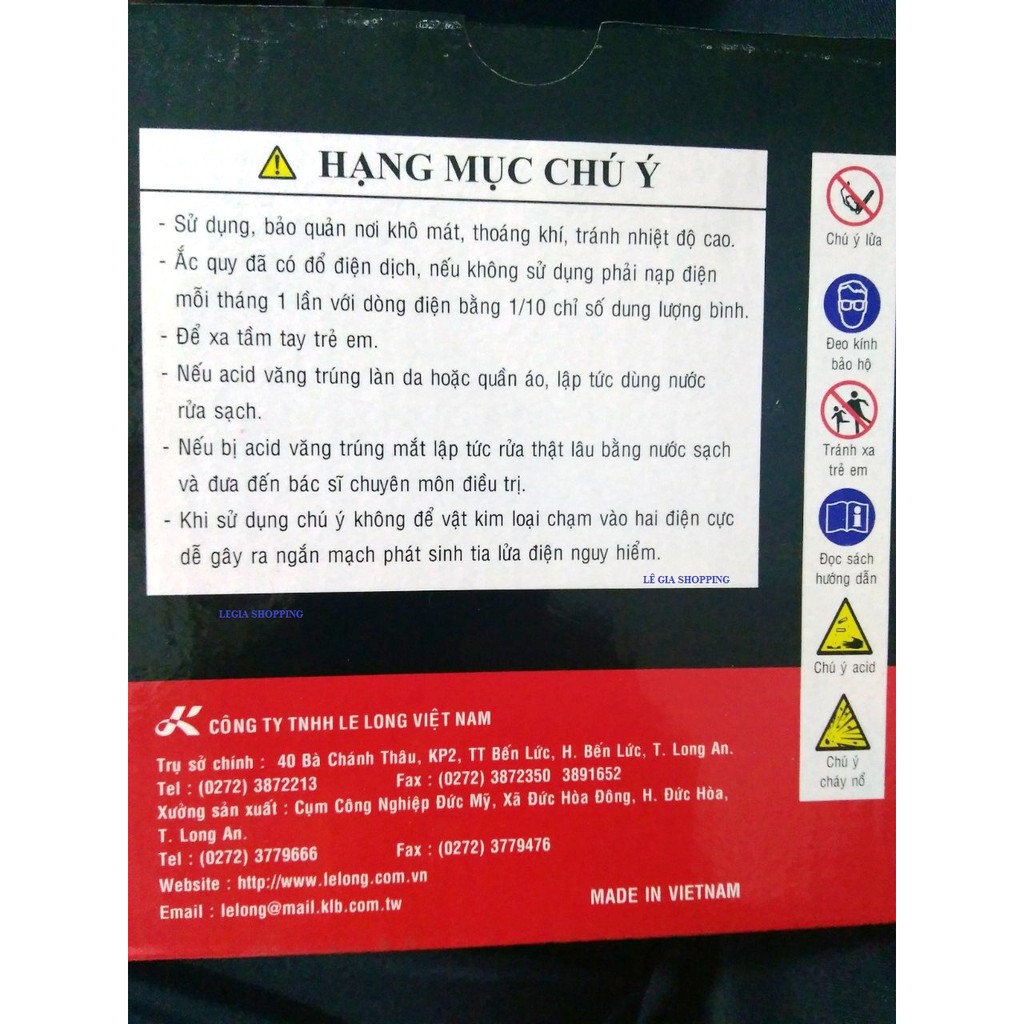 HẠNG MỤC CHÚ Ý
- Sử dụng, bảo quản nơi khô mát, thoáng khí, tránh nhiệt độ cao.
- Ắc quy đã có đổ điện dịch, nếu không sử dụng phải nạp điện
mỗi tháng 1 lần với dòng điện bằng 1/10 chỉ số dung lượng bình.
- Để xa tầm tay trẻ em.
- Nếu acid văng trúng làn da hoặc quần áo, lập tức dùng nước
rửa sạch.
- Nếu bị acid văng trúng mắt lập tức rửa thật lâu bằng nước sạch
và đưa đến bác sĩ chuyên môn điều trị.
- Khi sử dụng chú ý không để vật kim loại chạm vào hai điện cực
dễ gây ra ngắn mạch phát sinh tia lửa điện nguy hiểm.
LÊ GIA SHOPPING
LEGIA SHOPPING
Chú ý lửa
Đeo kính
bảo hộ
Tránh xa
trẻ em
Đọc sách
hướng dẫn
Chú ý acid
Chú ý
cháy nổ
CÔNG TY TNHH LE LONG VIỆT NAM
Trụ sở chính : 40 Bà Chánh Thâu, KP2, TT Bến Lức, H. Bến Lức, T. Long An.
Tel : (0272) 3872213 Fax : (0272) 3872350 3891652
Xưởng sản xuất : Cụm Công Nghiệp Đức Mỹ, Xã Đức Hòa Đông, H. Đức Hòa,
T. Long An.
Tel : (0272) 3779666 Fax : (0272) 3779476
Website : http://www.lelong.com.vn
Email : lelong@mail.klb.com.tw
MADE IN VIETNAM